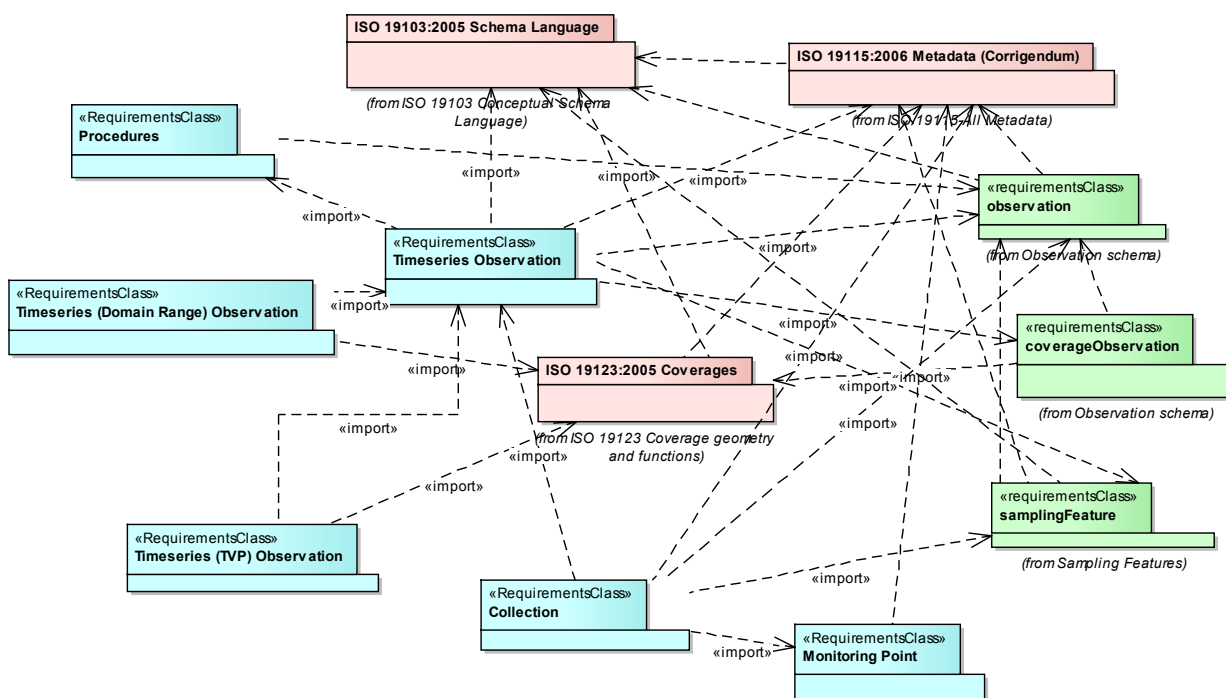 ISO 19103:2005 Schema Language
(from ISO 19103 Conceptual Schema
Language)
ISO 19115:2006 Metadata (Corrigendum)
(from ISO 19115-All Metadata)
«RequirementsClass»
Procedures
«import»
«import»
«import»
«requirementsClass»
observation
(from Observation schema)
«import»
«RequirementsClass»
Timeseries Observation
«import»
«RequirementsClass»
Timeseries (Domain Range) Observation
«import»
«import»
«requirementsClass»
coverageObservation
(from Observation schema)
ISO 19123:2005 Coverages
(from ISO 19123 Coverage geometry
and functions)
«import»
«import»
«import»
«import»
«import»
«import»
«requirementsClass»
samplingFeature
(from Sampling Features)
«RequirementsClass»
Timeseries (TVP) Observation
«RequirementsClass»
Collection
«import»
«import»
«RequirementsClass»
Monitoring Point